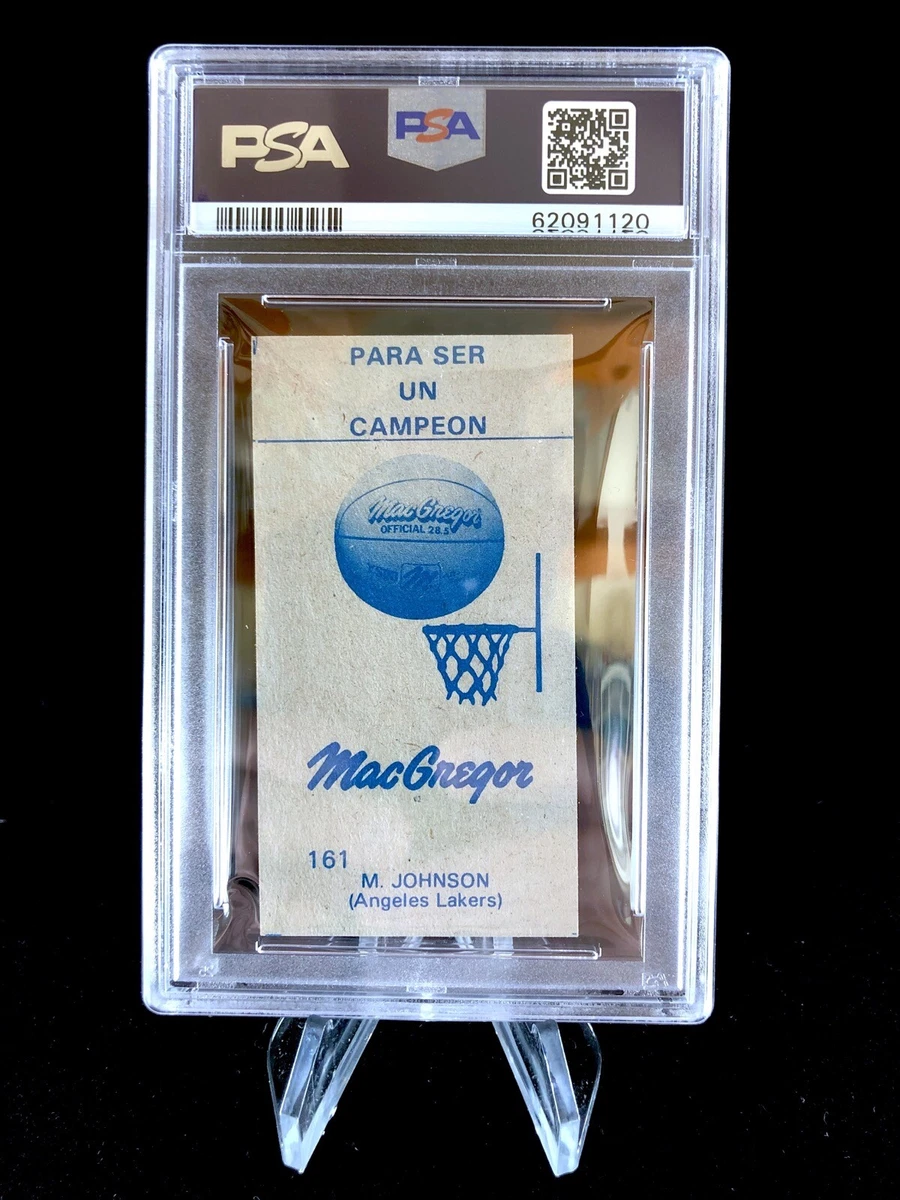 PSA
PSA
62091120
PARA SER
UN
CAMPEON
MacGregor
OFFICIAL 28.5
MacGregor
161
M. JOHNSON
(Angeles Lakers)